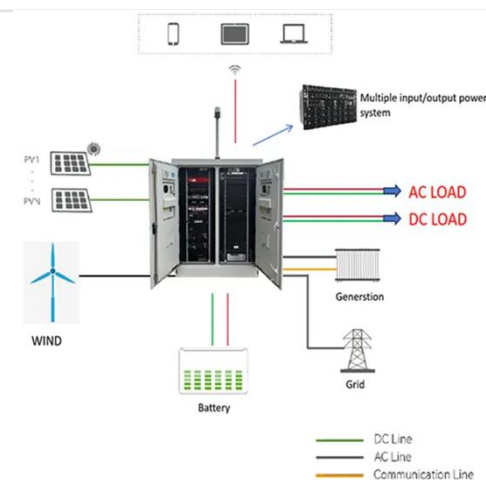 Multiple input/output power
system
PV1
PVN
AC LOAD
DC LOAD
Generstion
WIND
Grid
Battery
DC Line
AC Line
Communication Line